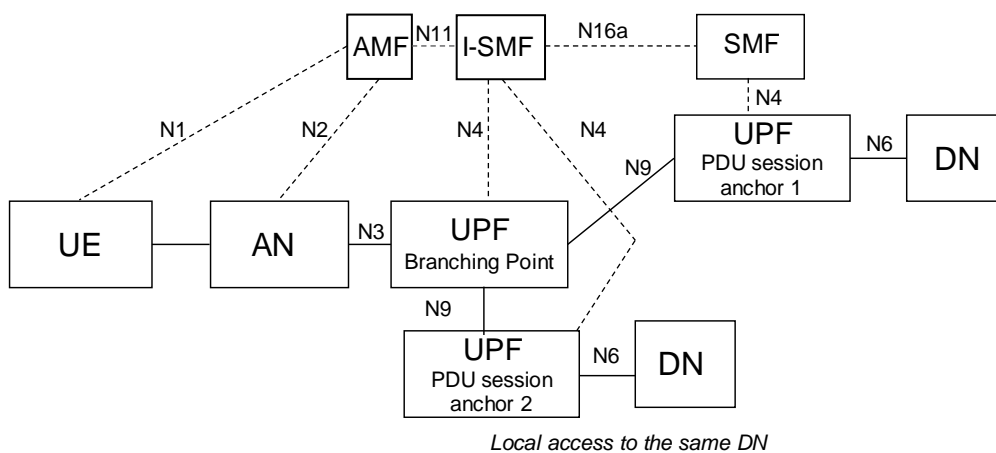 AMF
N11
I-SMF
N16a
SMF
N1
N2
N4
N4
N4
UPF
PDU session
anchor 1
N6
DN
N9
UE
AN
N3
UPF
Branching Point
N9
UPF
PDU session
anchor 2
N6
DN
Local access to the same DN